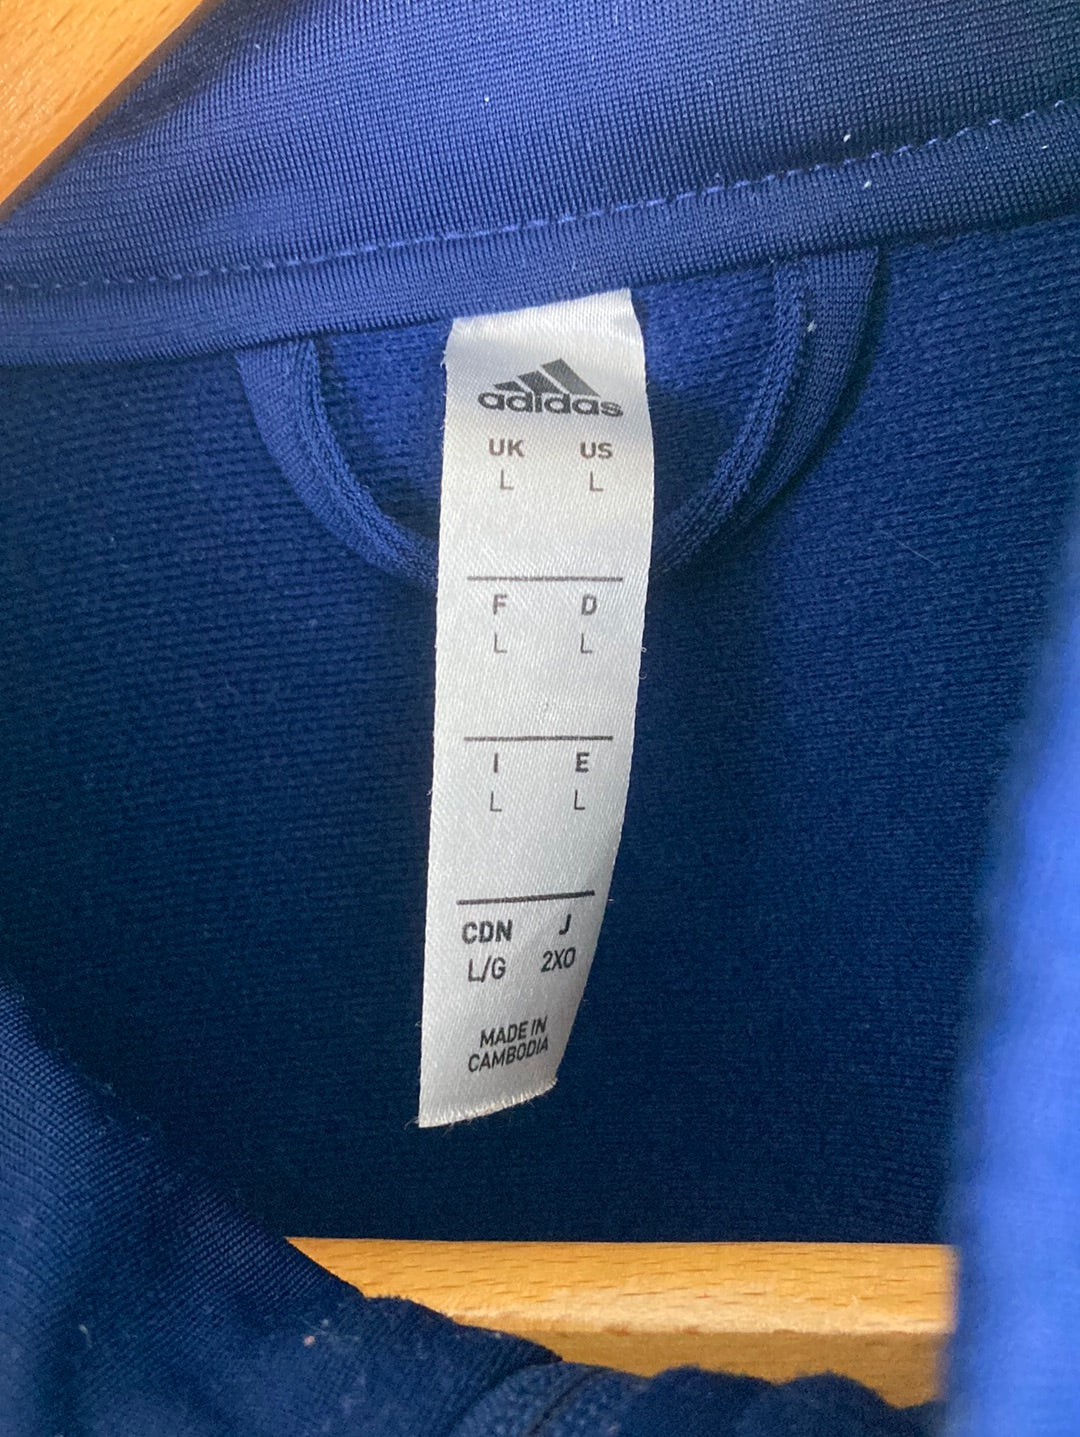 adidas
UK US
L L
F D
L L
I E
L L
CDN J
L/G 2XO
MADE IN
CAMBODIA